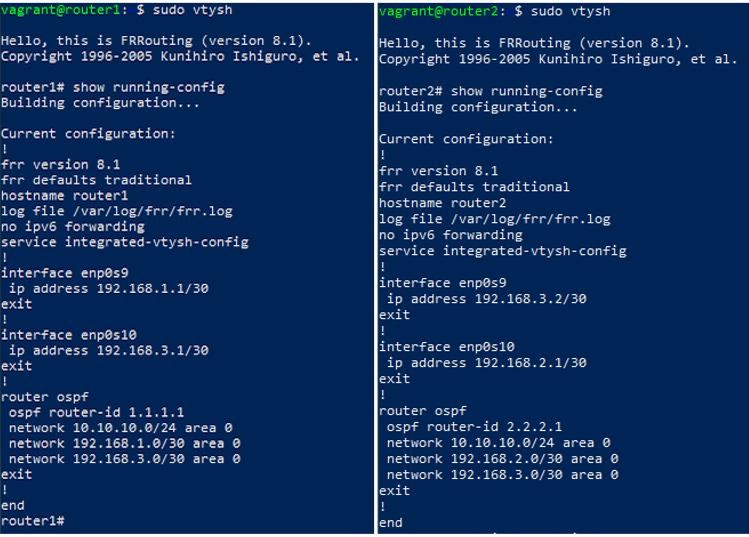 vagrant@router1: $ sudo vtysh
Hello, this is FRRouting (version 8.1).
Copyright 1996-2005 Kunihiro Ishiguro, et al.
router1# show running-config
Building configuration...
Current configuration:
!
frr version 8.1
frr defaults traditional
hostname router1
log file /var/log/frr/frr.log
no ipv6 forwarding
service integrated-vtysh-config
!
interface enp0s9
ip address 192.168.1.1/30
exit
!
interface enp0s10
ip address 192.168.3.1/30
exit
!
router ospf
ospf router-id 1.1.1.1
network 10.10.10.0/24 area 0
network 192.168.1.0/30 area 0
network 192.168.3.0/30 area 0
exit
!
end
router1#
vagrant@router2: $ sudo vtysh
Hello, this is FRRouting (version 8.1).
Copyright 1996-2005 Kunihiro Ishiguro, et al.
router2# show running-config
Building configuration...
Current configuration:
!
frr version 8.1
frr defaults traditional
hostname router2
log file /var/log/frr/frr.log
no ipv6 forwarding
service integrated-vtysh-config
!
interface enp0s9
ip address 192.168.3.2/30
exit
!
interface enp0s10
ip address 192.168.2.1/30
exit
!
router ospf
ospf router-id 2.2.2.1
network 10.10.10.0/24 area 0
network 192.168.2.0/30 area 0
network 192.168.3.0/30 area 0
exit
!
end